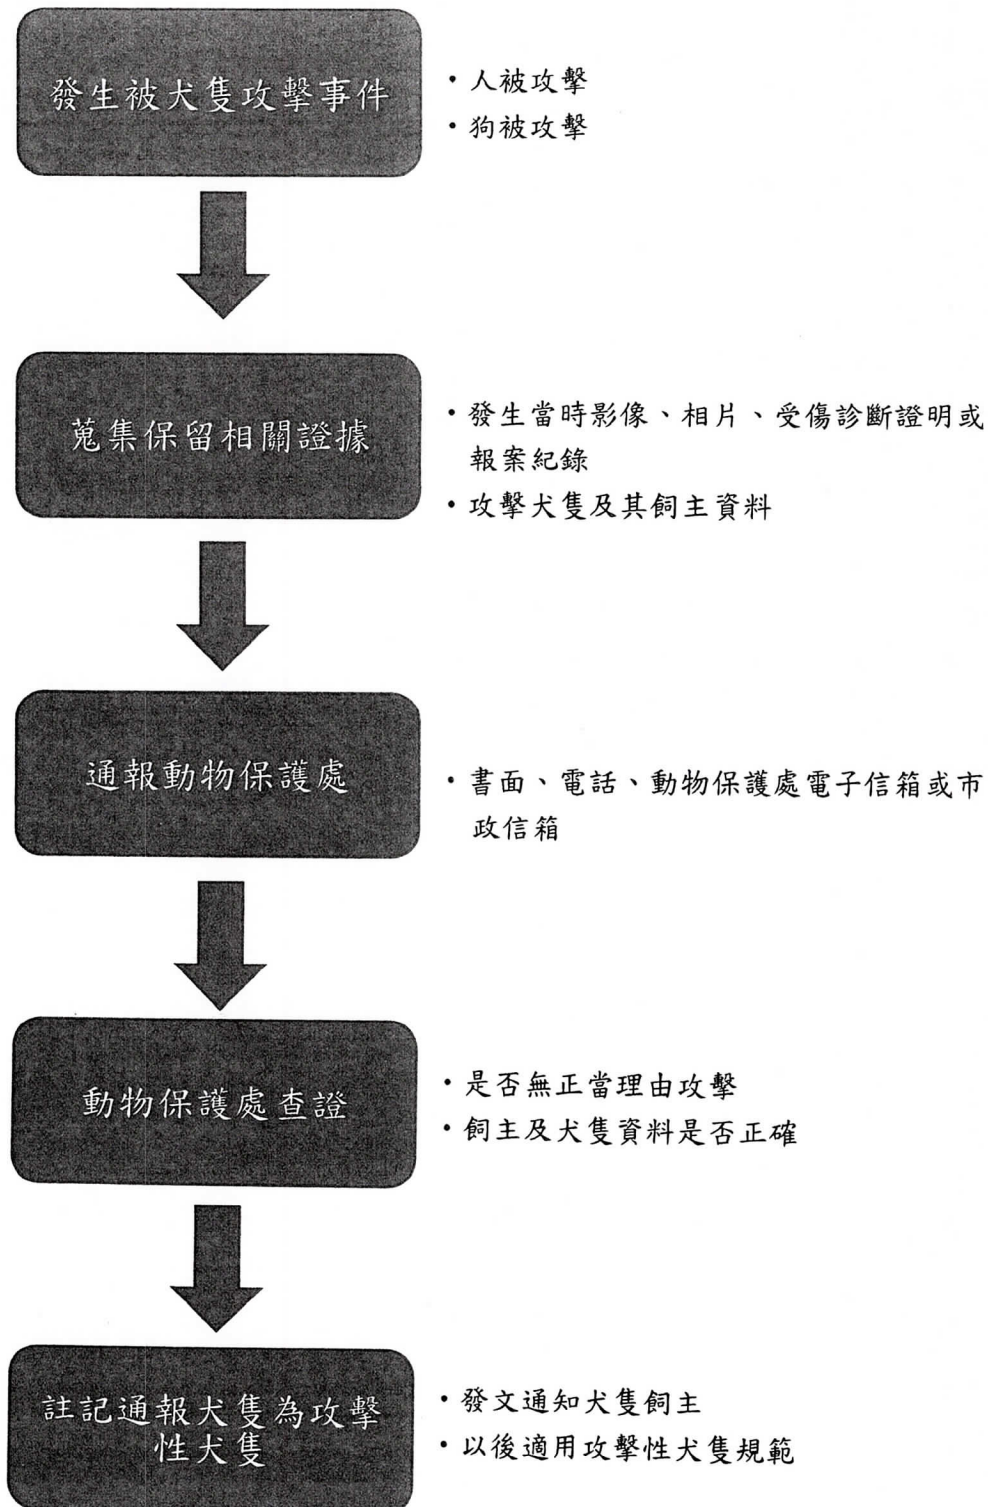 發生被犬隻攻擊事件
・人被攻擊
・狗被攻擊
蒐集保留相關證據
・發生當時影像、相片、受傷診斷證明或
報案紀錄
・攻擊犬隻及其飼主資料
通報動物保護處
・書面、電話、動物保護處電子信箱或市
政信箱
動物保護處查證
・是否無正當理由攻擊
・飼主及犬隻資料是否正確
註記通報犬隻為攻擊
性犬隻
・發文通知犬隻飼主
・以後適用攻擊性犬隻規範